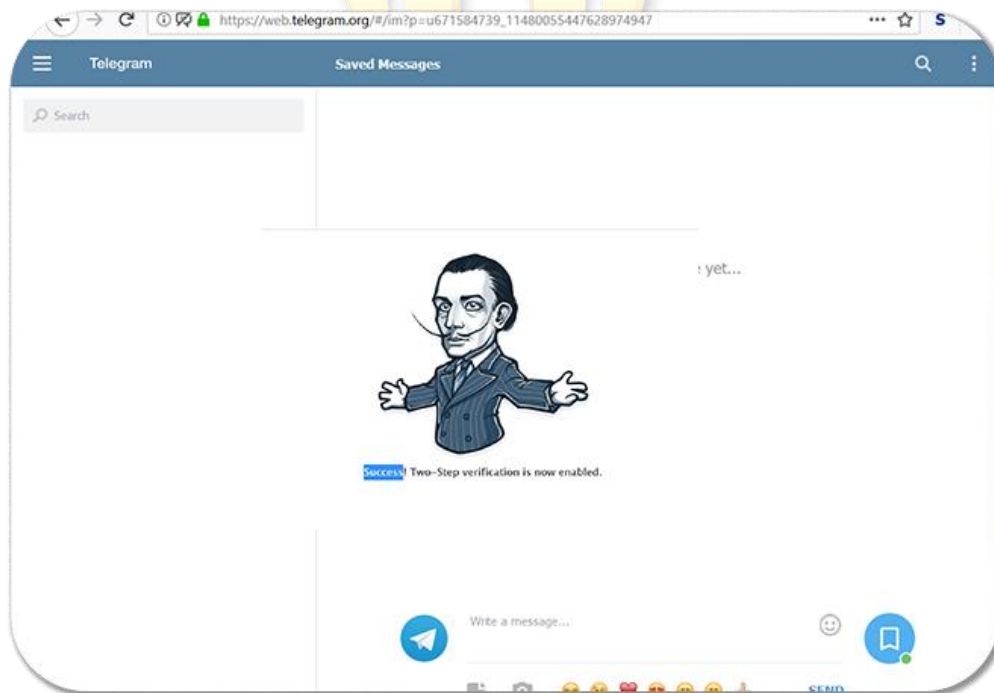 https://web.telegram.org/#/im?p=u671584739_11480055447628974947
S
Telegram
Saved Messages
Search
yet...
Success! Two-Step verification is now enabled.
Write a message...
SEND